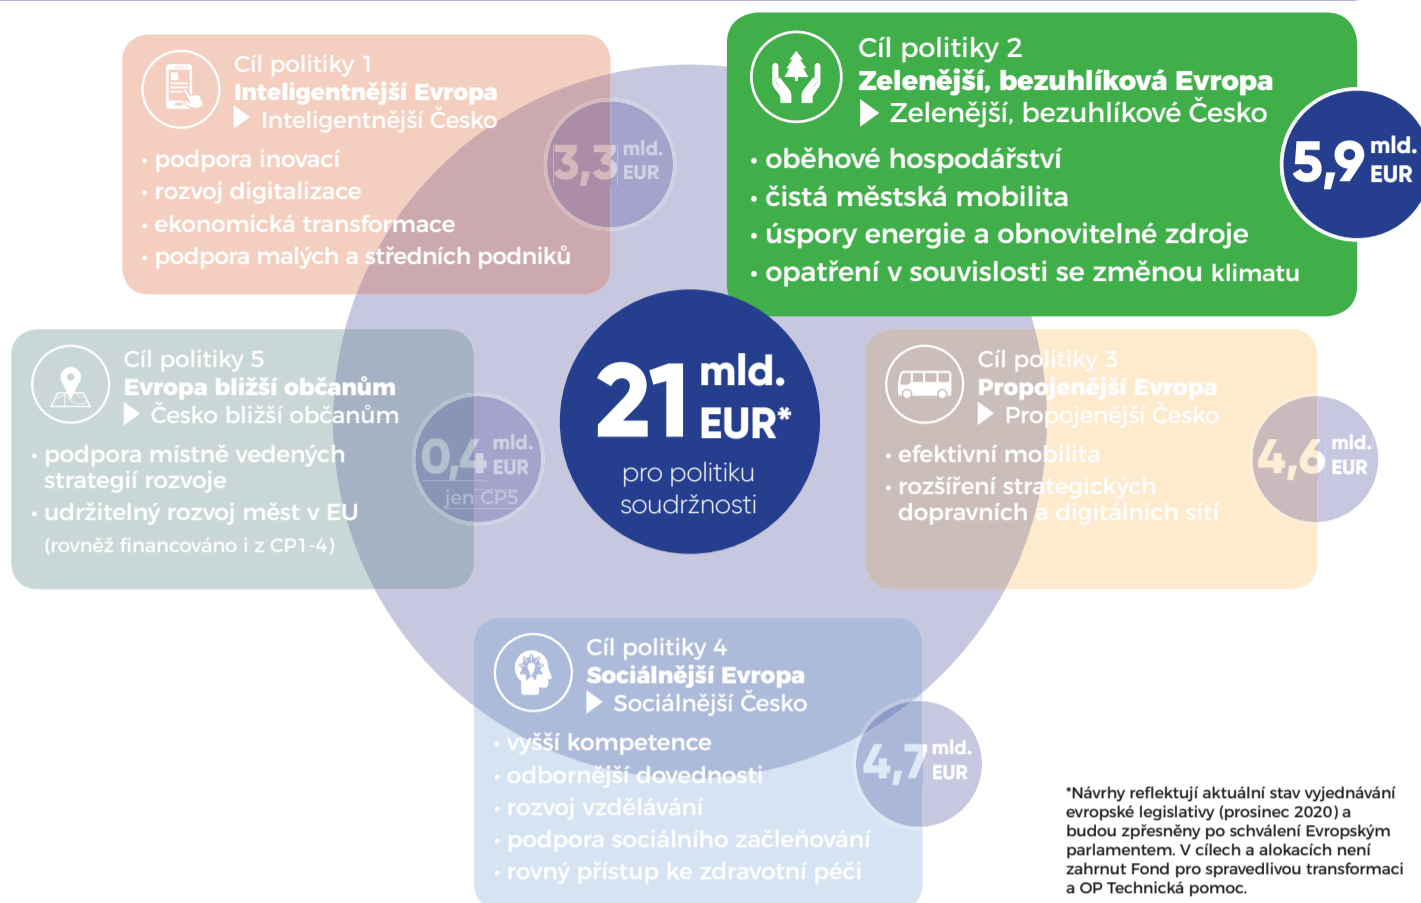 Cíl politiky 1
Inteligentnější Evropa
Inteligentnější Česko
• podpora inovací
• rozvoj digitalizace
• ekonomická transformace
• podpora malých a středních podniků
3,3 mld.
EUR
Cíl politiky 2
Zelenější, bezuhlíková Evropa
Zelenější, bezuhlíkové Česko
• oběhové hospodářství
• čistá městská mobilita
• úspory energie a obnovitelné zdroje
• opatření v souvislosti se změnou klimatu
5,9 mld.
EUR
Cíl politiky 5
Evropa bližší občanům
Česko bližší občanům
• podpora místně vedených
strategií rozvoje
• udržitelný rozvoj měst v EU
(rovněž financováno i z CP1-4)
0,4 mld.
EUR
jen CP5
21 mld.
EUR*
pro politiku
soudržnosti
Cíl politiky 3
Propojenější Evropa
Propojenější Česko
• efektivní mobilita
• rozšíření strategických
dopravních a digitálních sítí
4,6 mld.
EUR
Cíl politiky 4
Sociálnější Evropa
Sociálnější Česko
• vyšší kompetence
• odbornější dovednosti
• rozvoj vzdělávání
• podpora sociálního začleňování
• rovný přístup ke zdravotní péči
4,7 mld.
EUR
*Návrhy reflektují aktuální stav vyjednávání
evropské legislativy (prosinec 2020) a
budou zpřesněny po schválení Evropským
parlamentem. V cílech a alokacích není
zahrnut Fond pro spravedlivou transformaci
a OP Technická pomoc.